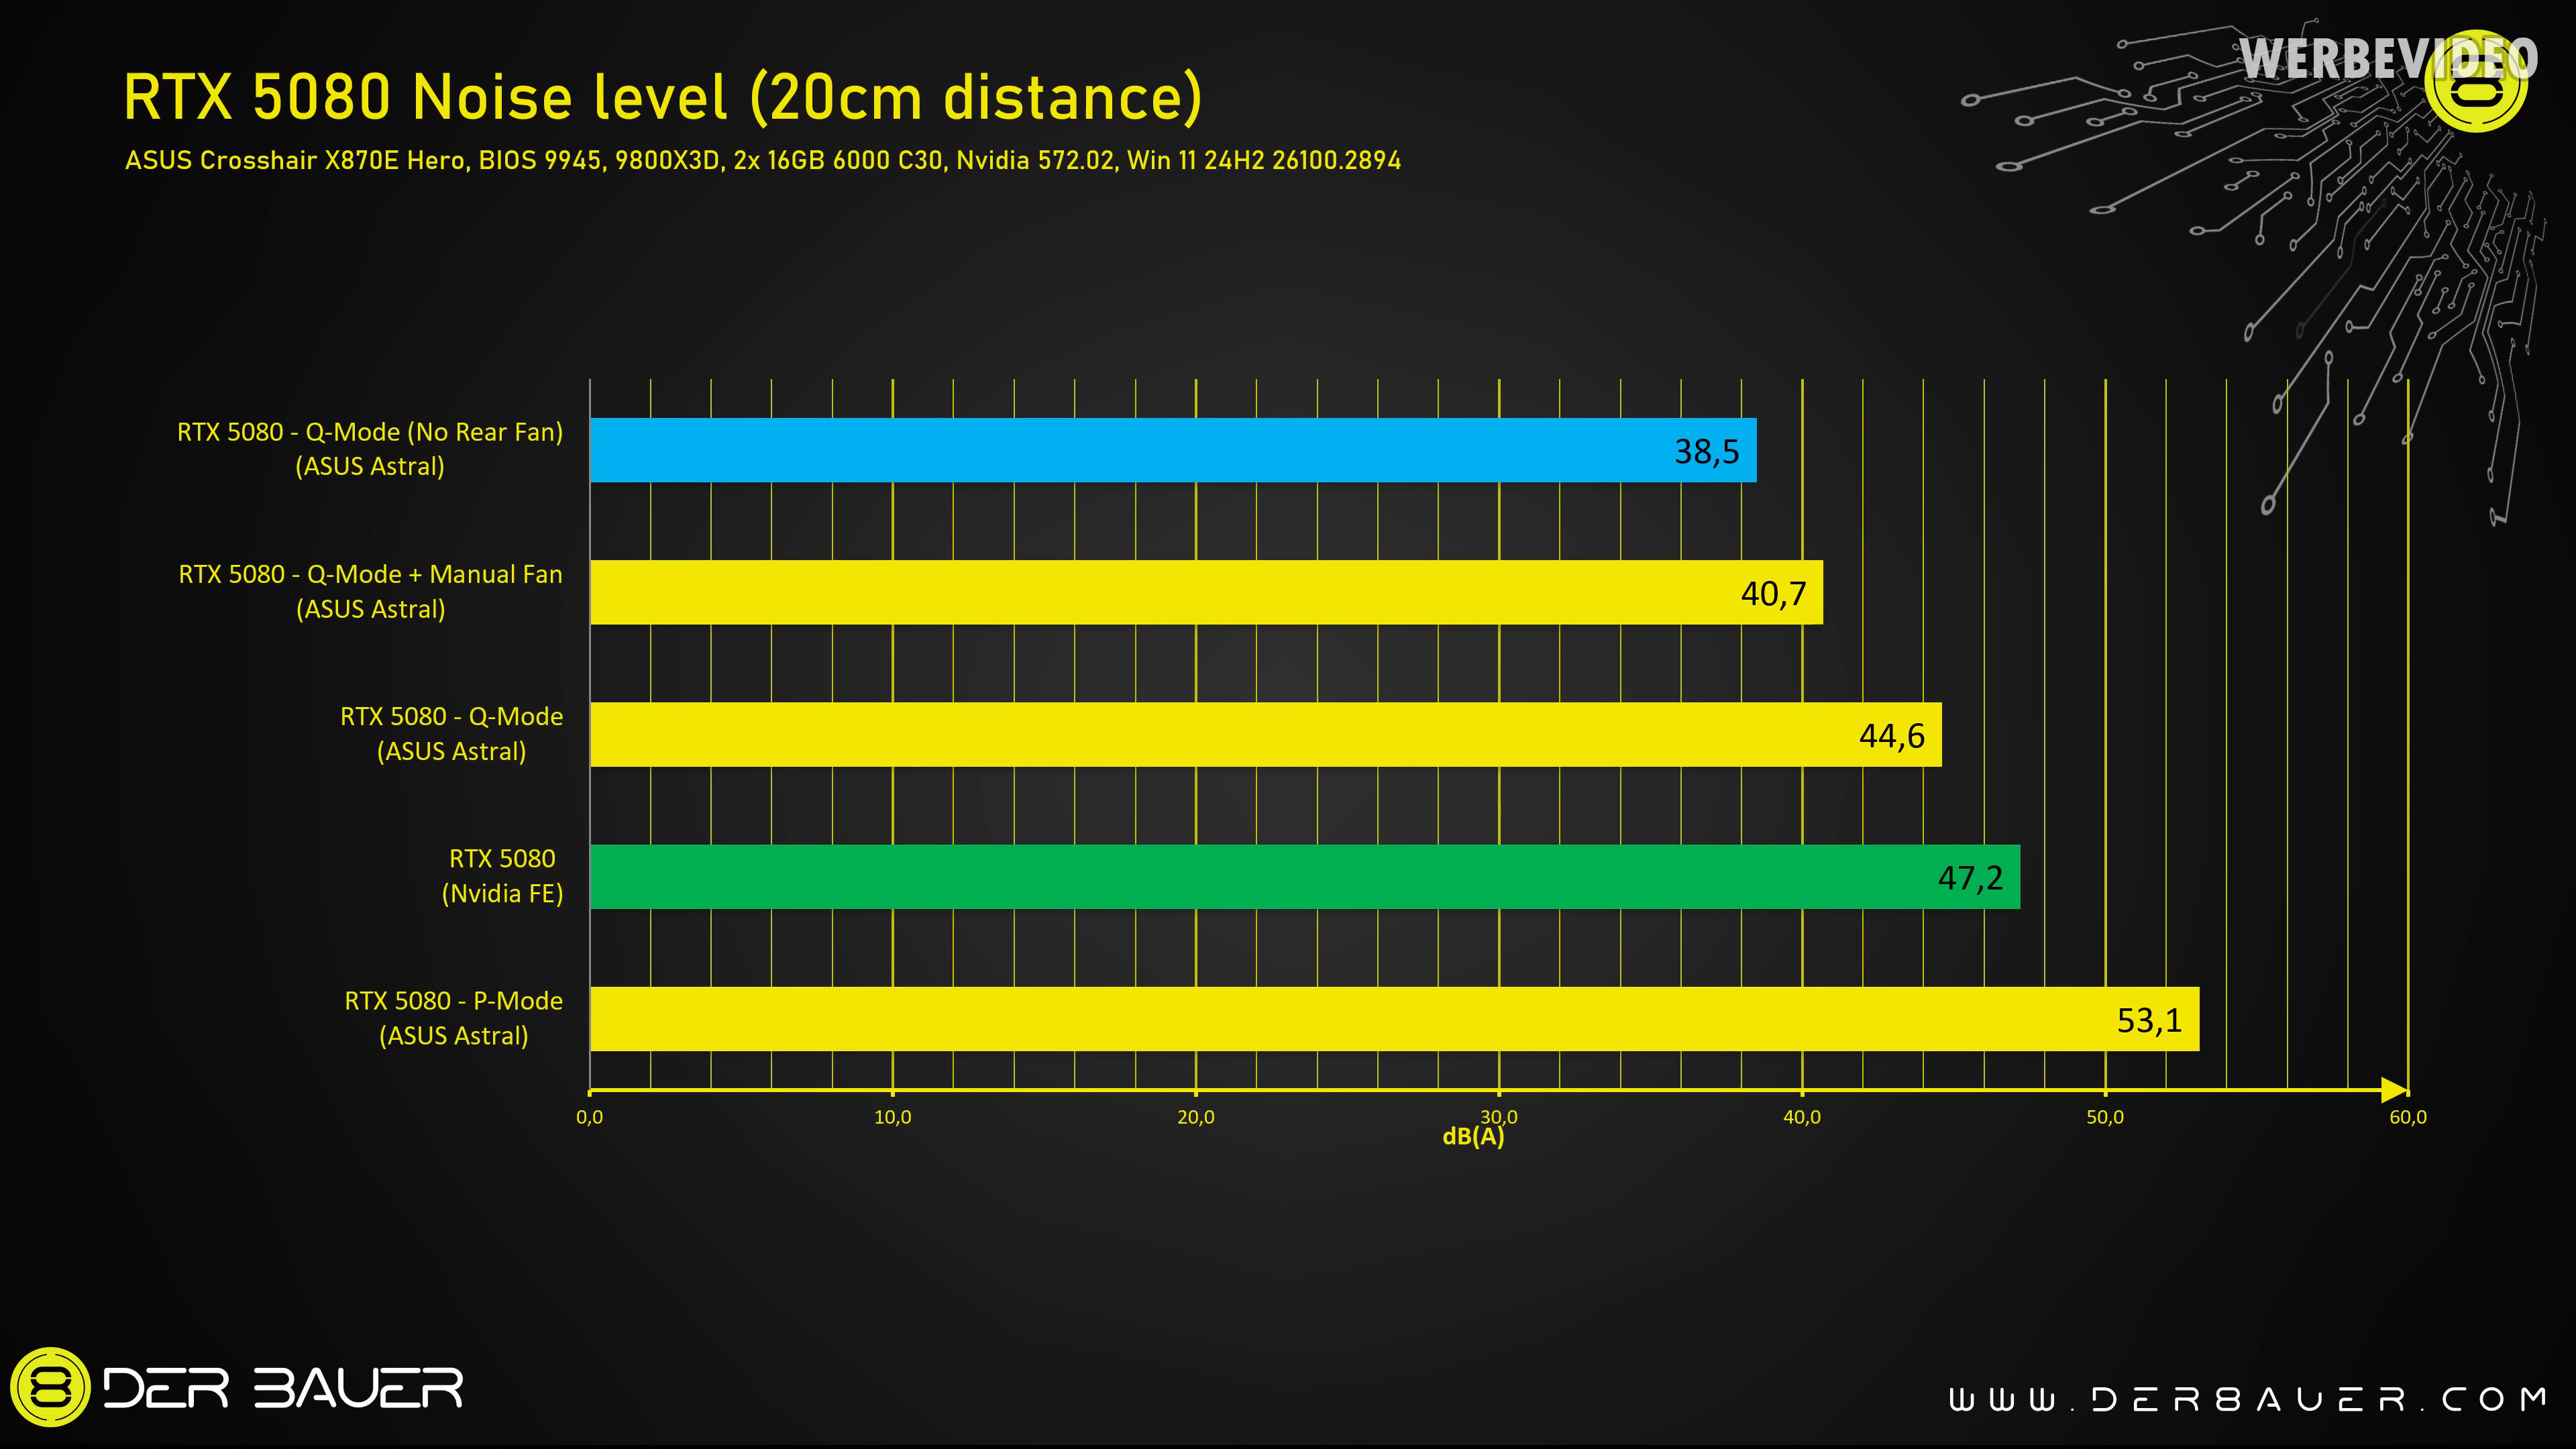 WERBEVIDEO
RTX 5080 Noise level (20cm distance)
ASUS Crosshair X870E Hero, BIOS 9945, 9800X3D, 2x 16GB 6000 C30, Nvidia 572.02, Win 11 24H2 26100.2894
RTX 5080 - Q-Mode (No Rear Fan)
(ASUS Astral)
38,5
RTX 5080 - Q-Mode + Manual Fan
(ASUS Astral)
40,7
RTX 5080 - Q-Mode
(ASUS Astral)
44,6
RTX 5080
(Nvidia FE)
47,2
RTX 5080 - P-Mode
(ASUS Astral)
53,1
0,0 10,0 20,0 30,0 40,0 50,0 60,0
dB(A)
DER 8AUER
WWW.DER8AUER.COM